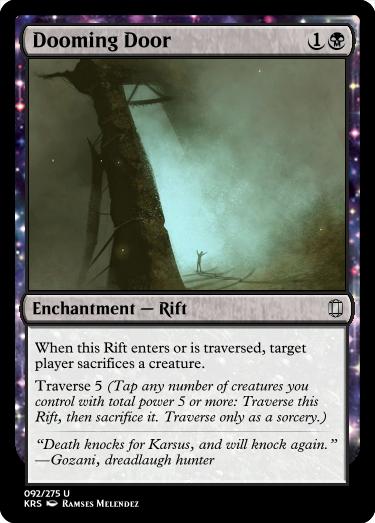 Dooming Door 1
Enchantment — Rift
When this Rift enters or is traversed, target
player sacrifices a creature.
Traverse 5 (Tap any number of creatures you
control with total power 5 or more: Traverse this
Rift, then sacrifice it. Traverse only as a sorcery.)
“Death knocks for Karsus, and will knock again.”
—Gozani, dreadlaugh hunter
092/275 U
KRS Ramses Melendez